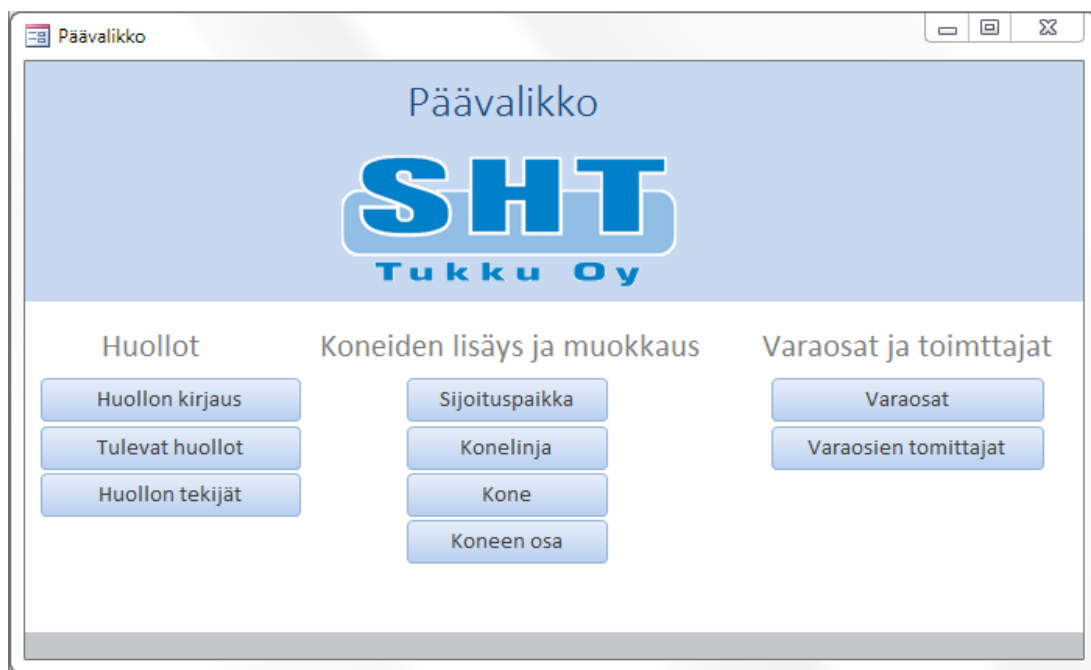 Päävalikko
Päävalikko
SHT
Tukku Oy
Huollot
Huollon kirjaus
Tulevat huollot
Huollon tekijät
Koneiden lisäys ja muokkaus
Sijoituspaikka
Konelinja
Kone
Koneen osa
Varaosat ja toimttajat
Varaosat
Varaosien tomittajat